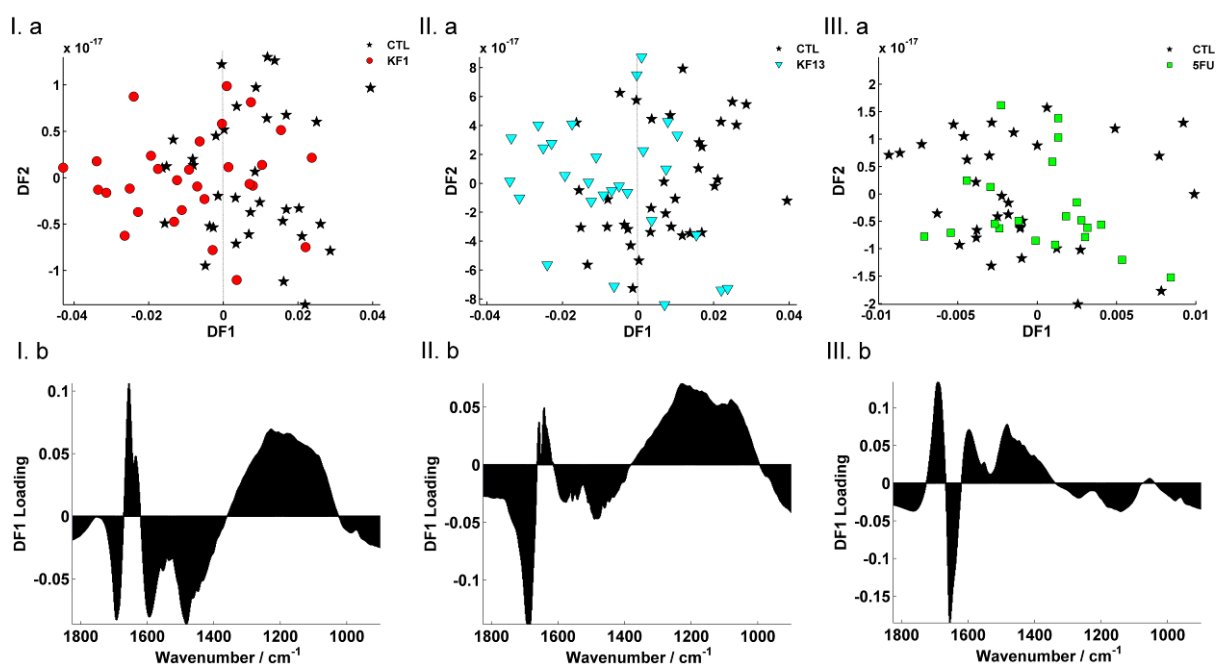 I. a
x 10⁻¹⁷
CTL
KF1
1
0.5
0
-0.5
-1
DF2
-0.04
-0.02
0
0.02
0.04
DF1
II. a
x 10⁻¹⁷
CTL
KF13
8
6
4
2
0
-2
-4
-6
-8
DF2
-0.04
-0.02
0
0.02
0.04
DF1
III. a
x 10⁻¹⁷
CTL
5FU
2.5
2
1.5
1
0.5
0
-0.5
-1
-1.5
-2
DF2
-0.01
-0.005
0
0.005
0.01
DF1
I. b
0.1
0.05
0
-0.05
DF1 Loading
1800
1600
1400
1200
1000
Wavenumber / cm⁻¹
II. b
0.05
0
-0.05
-0.1
DF1 Loading
1800
1600
1400
1200
1000
Wavenumber / cm⁻¹
III. b
0.1
0.05
0
-0.05
-0.1
-0.15
DF1 Loading
1800
1600
1400
1200
1000
Wavenumber / cm⁻¹